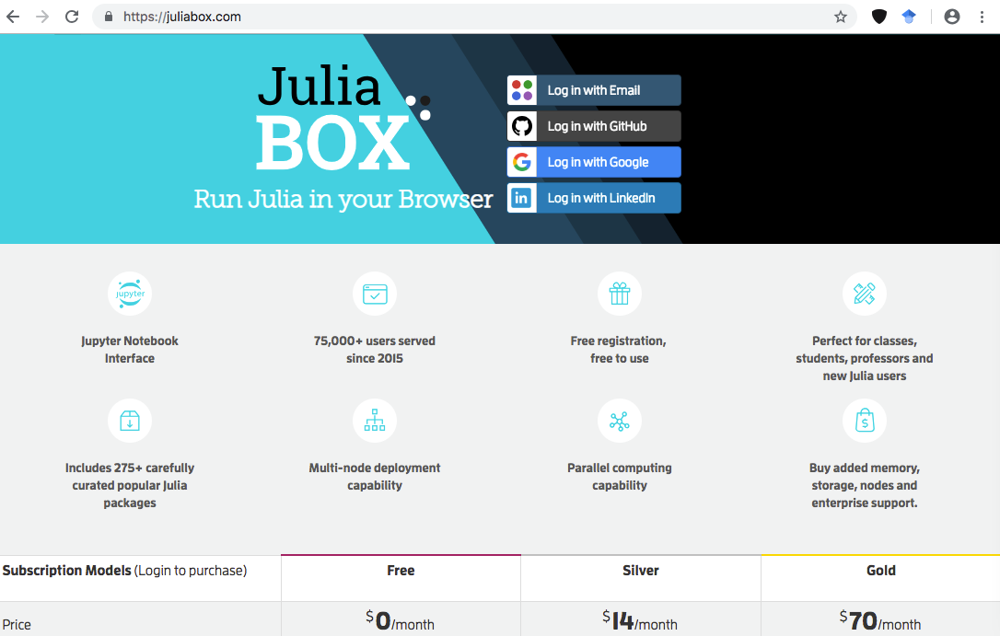 https://juliabox.com
Julia
BOX
Run Julia in your Browser
Log in with Email
Log in with GitHub
Log in with Google
in Log in with LinkedIn
jupyter
Jupyter Notebook
Interface
75,000+ users served
since 2015
Free registration,
free to use
Perfect for classes,
students, professors and
new Julia users
Includes 275+ carefully
curated popular Julia
packages
Multi-node deployment
capability
Parallel computing
capability
$
Buy added memory,
storage, nodes and
enterprise support.
Subscription Models (Login to purchase) Free Silver Gold
Price $0/month $14/month $70/month